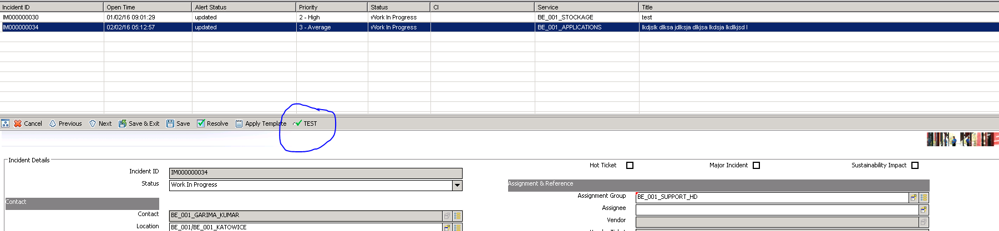 Incident ID Open Time Alert Status Priority Status CI Service Title
IM000000030 01/02/16 09:01:29 updated 2 - High Work In Progress BE_001_STOCKAGE test
IM000000034 02/02/16 05:12:57 updated 3 - Average Work In Progress BE_001_APPLICATIONS lkdjslk dlksa jdlksja dlkjsa lkdsja lkdlkjsd l
Cancel Previous Next Save & Exit Save Resolve Apply Template TEST
Incident Details
Hot Ticket Major Incident Sustainability Impact
Incident ID IM000000034
Status Work In Progress
Assignment & Reference
Assignment Group BE_001_SUPPORT_HD
Contact
Assignee
Contact BE_001_GARIMA_KUMAR
Vendor
Location BE_001/BE_001_KATOWICE